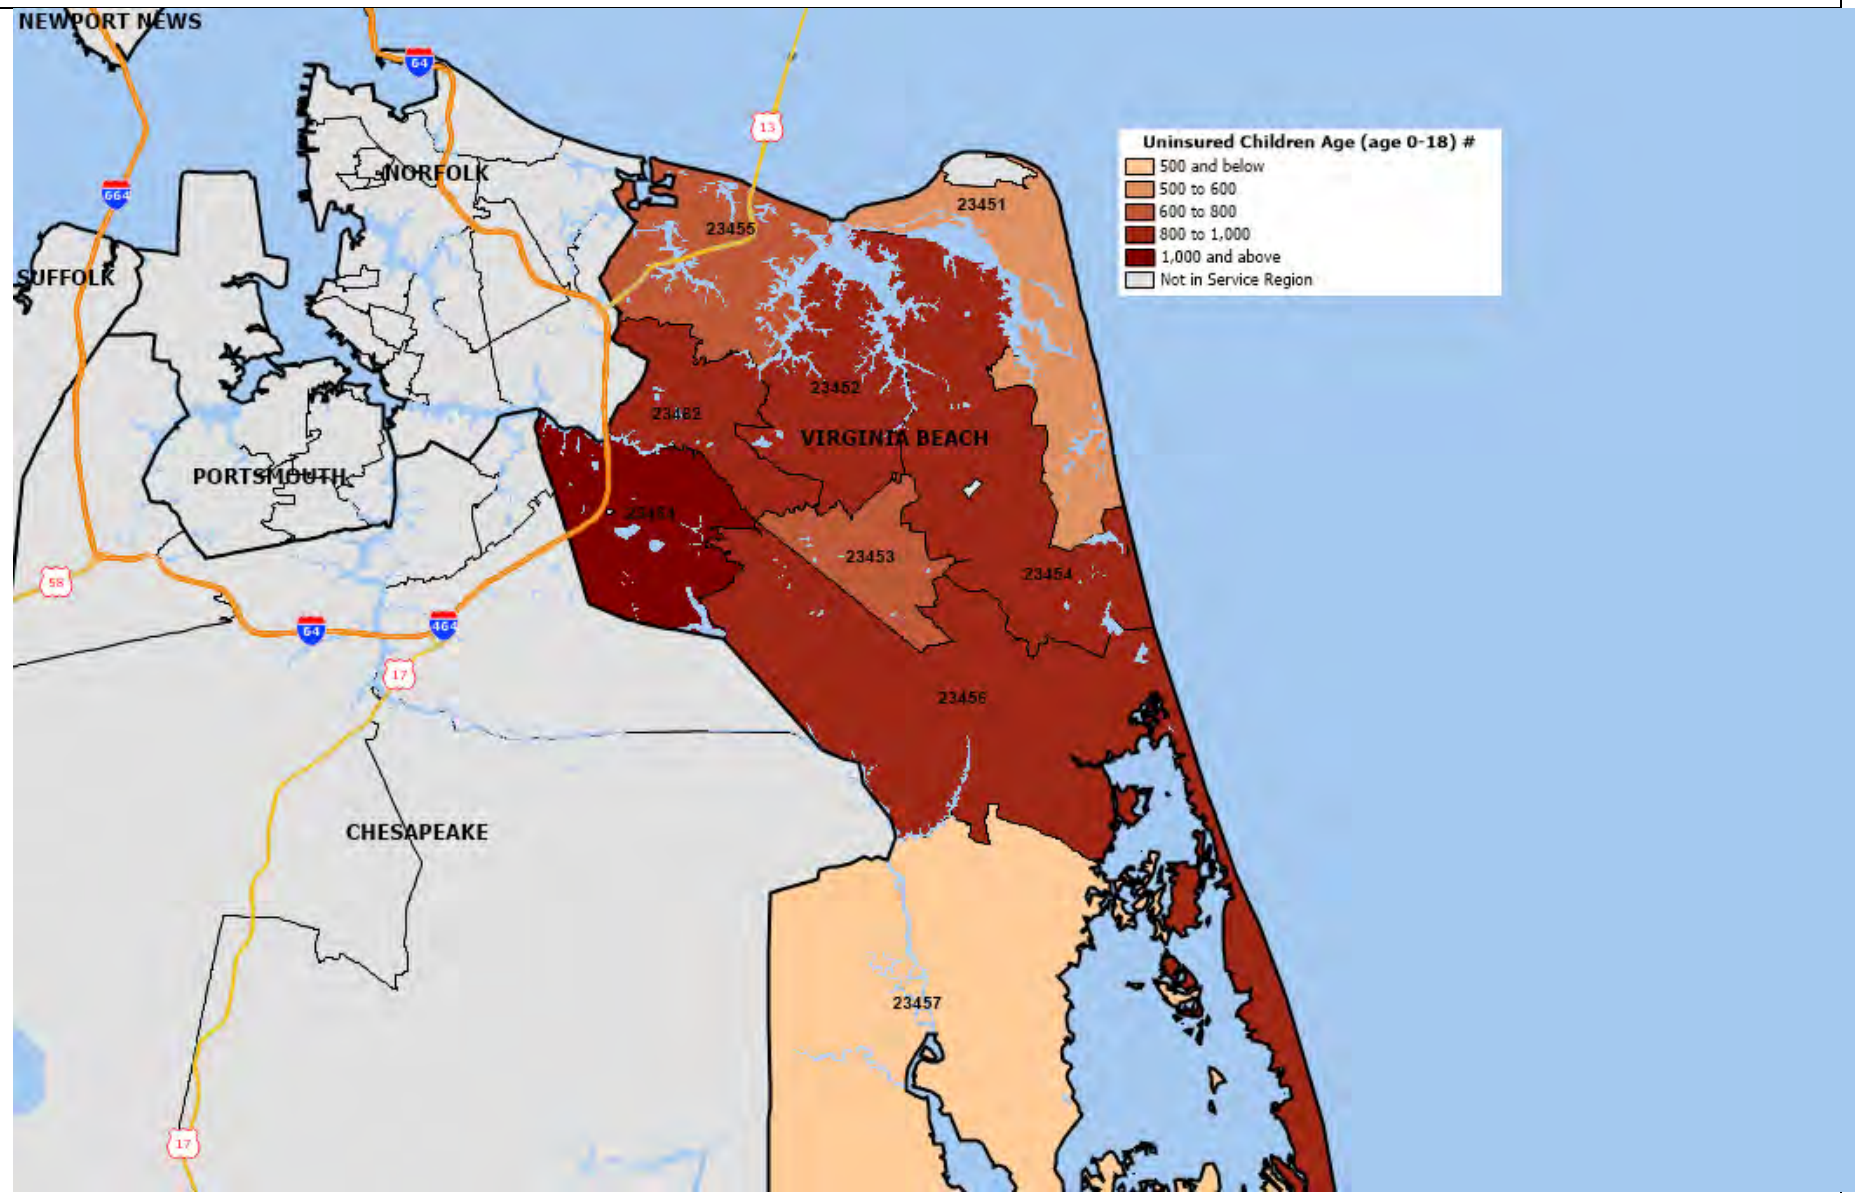 NEWPORT NEWS
64
13
Uninsured Children Age (age 0-18) #
500 and below
500 to 600
600 to 800
800 to 1,000
1,000 and above
Not in Service Region
NORFOLK
664
23451
23455
SUFFOLK
23452
23462
VIRGINIA BEACH
PORTSMOUTH
23464
23453
23454
58
64
464
17
23456
CHESAPEAKE
23457
17